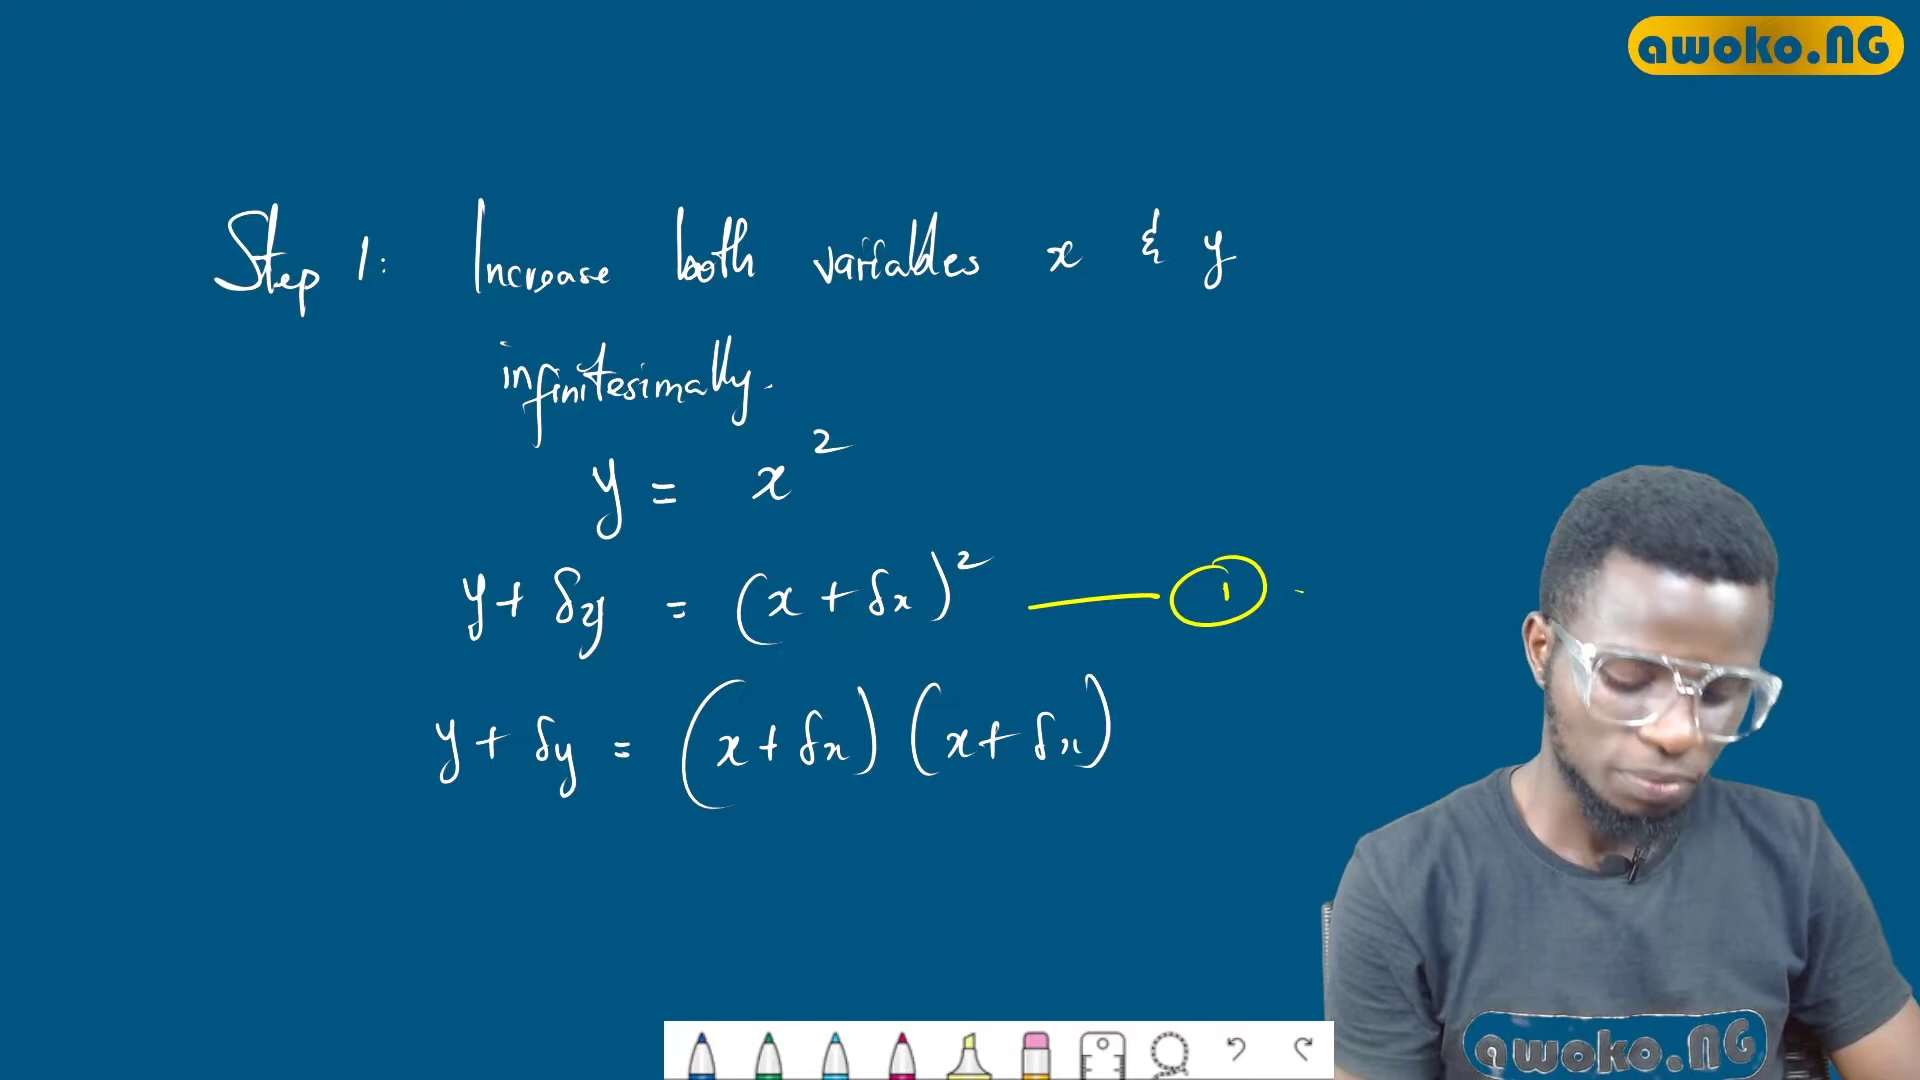 awoko.NG
Step 1: Increase both variables x & y
infinitesimally.
y = x²
y + δy = (x + δx)² —— ①
y + δy = (x + δx) (x + δx)
awoko.NG